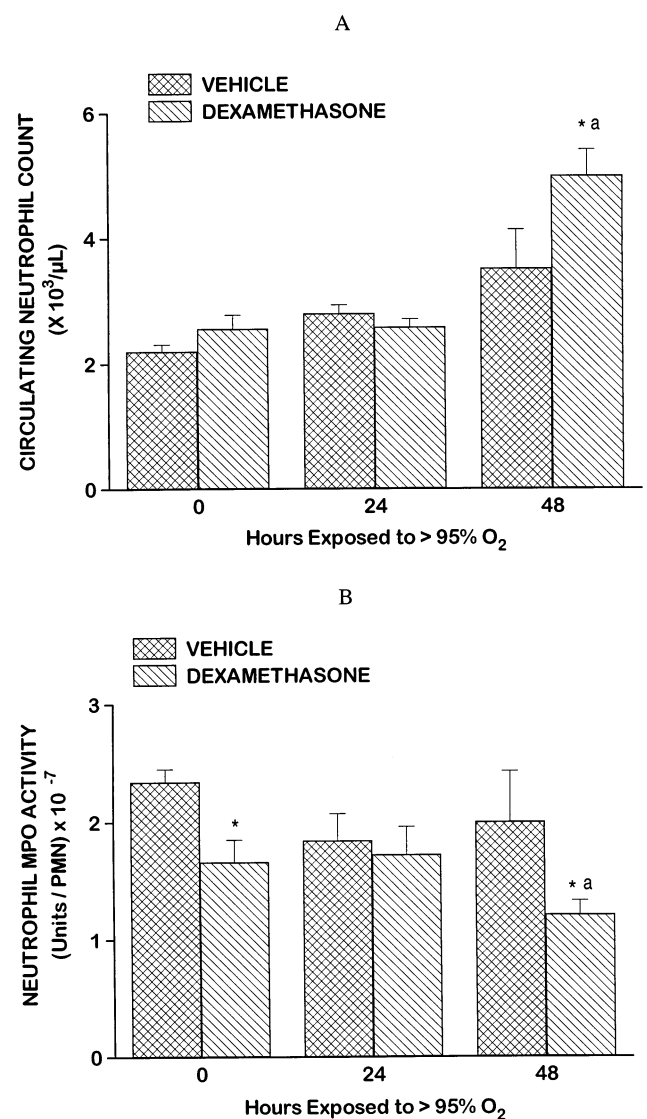 A
VEHICLE
DEXAMETHASONE
CIRCULATING NEUTROPHIL COUNT
(X 10³/µL)
6
4
2
0
* a
0 24 48
Hours Exposed to > 95% O₂
B
VEHICLE
DEXAMETHASONE
NEUTROPHIL MPO ACTIVITY
(Units / PMN) x 10⁻⁷
3
2
1
0
*
* a
0 24 48
Hours Exposed to > 95% O₂